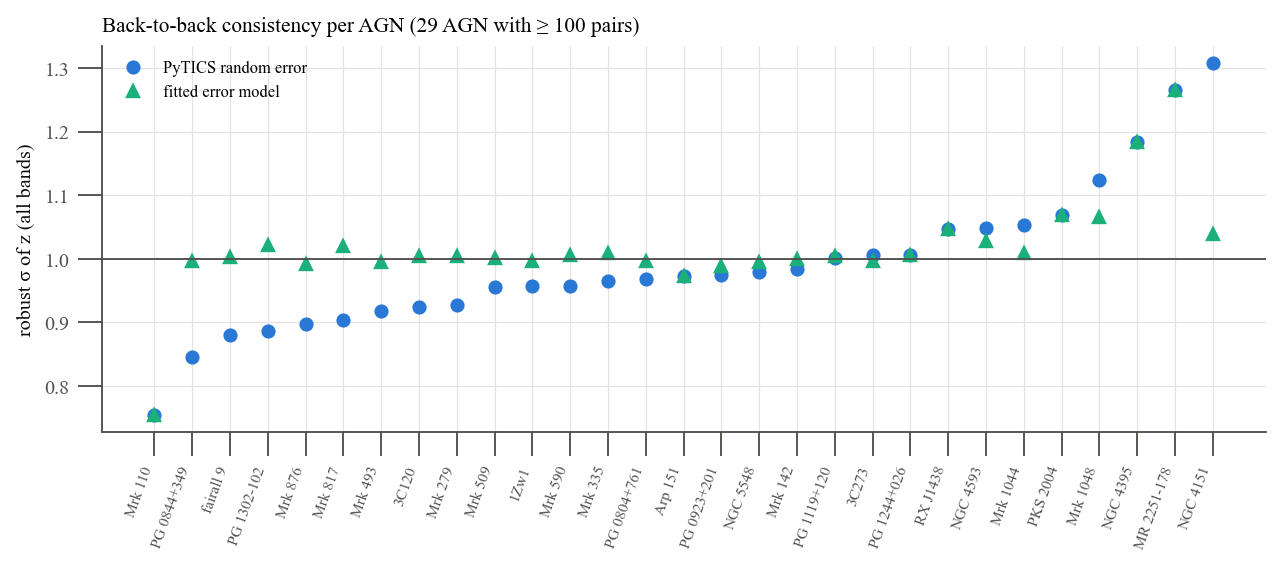 Back-to-back consistency per AGN (29 AGN with ≥ 100 pairs)
PyTICS random error
fitted error model
robust σ of z (all bands)
1.3
1.2
1.1
1.0
0.9
0.8
Mrk 110
PG 0844+349
fairall 9
PG 1302-102
Mrk 876
Mrk 817
Mrk 493
3C120
Mrk 279
Mrk 509
1Zw1
Mrk 590
Mrk 335
PG 0804+761
Arp 151
PG 0923+201
NGC 5548
Mrk 142
PG 1119+120
3C273
PG 1244+026
RX J1438
NGC 4593
Mrk 1044
PKS 2004
Mrk 1048
NGC 4395
MR 2251-178
NGC 4151